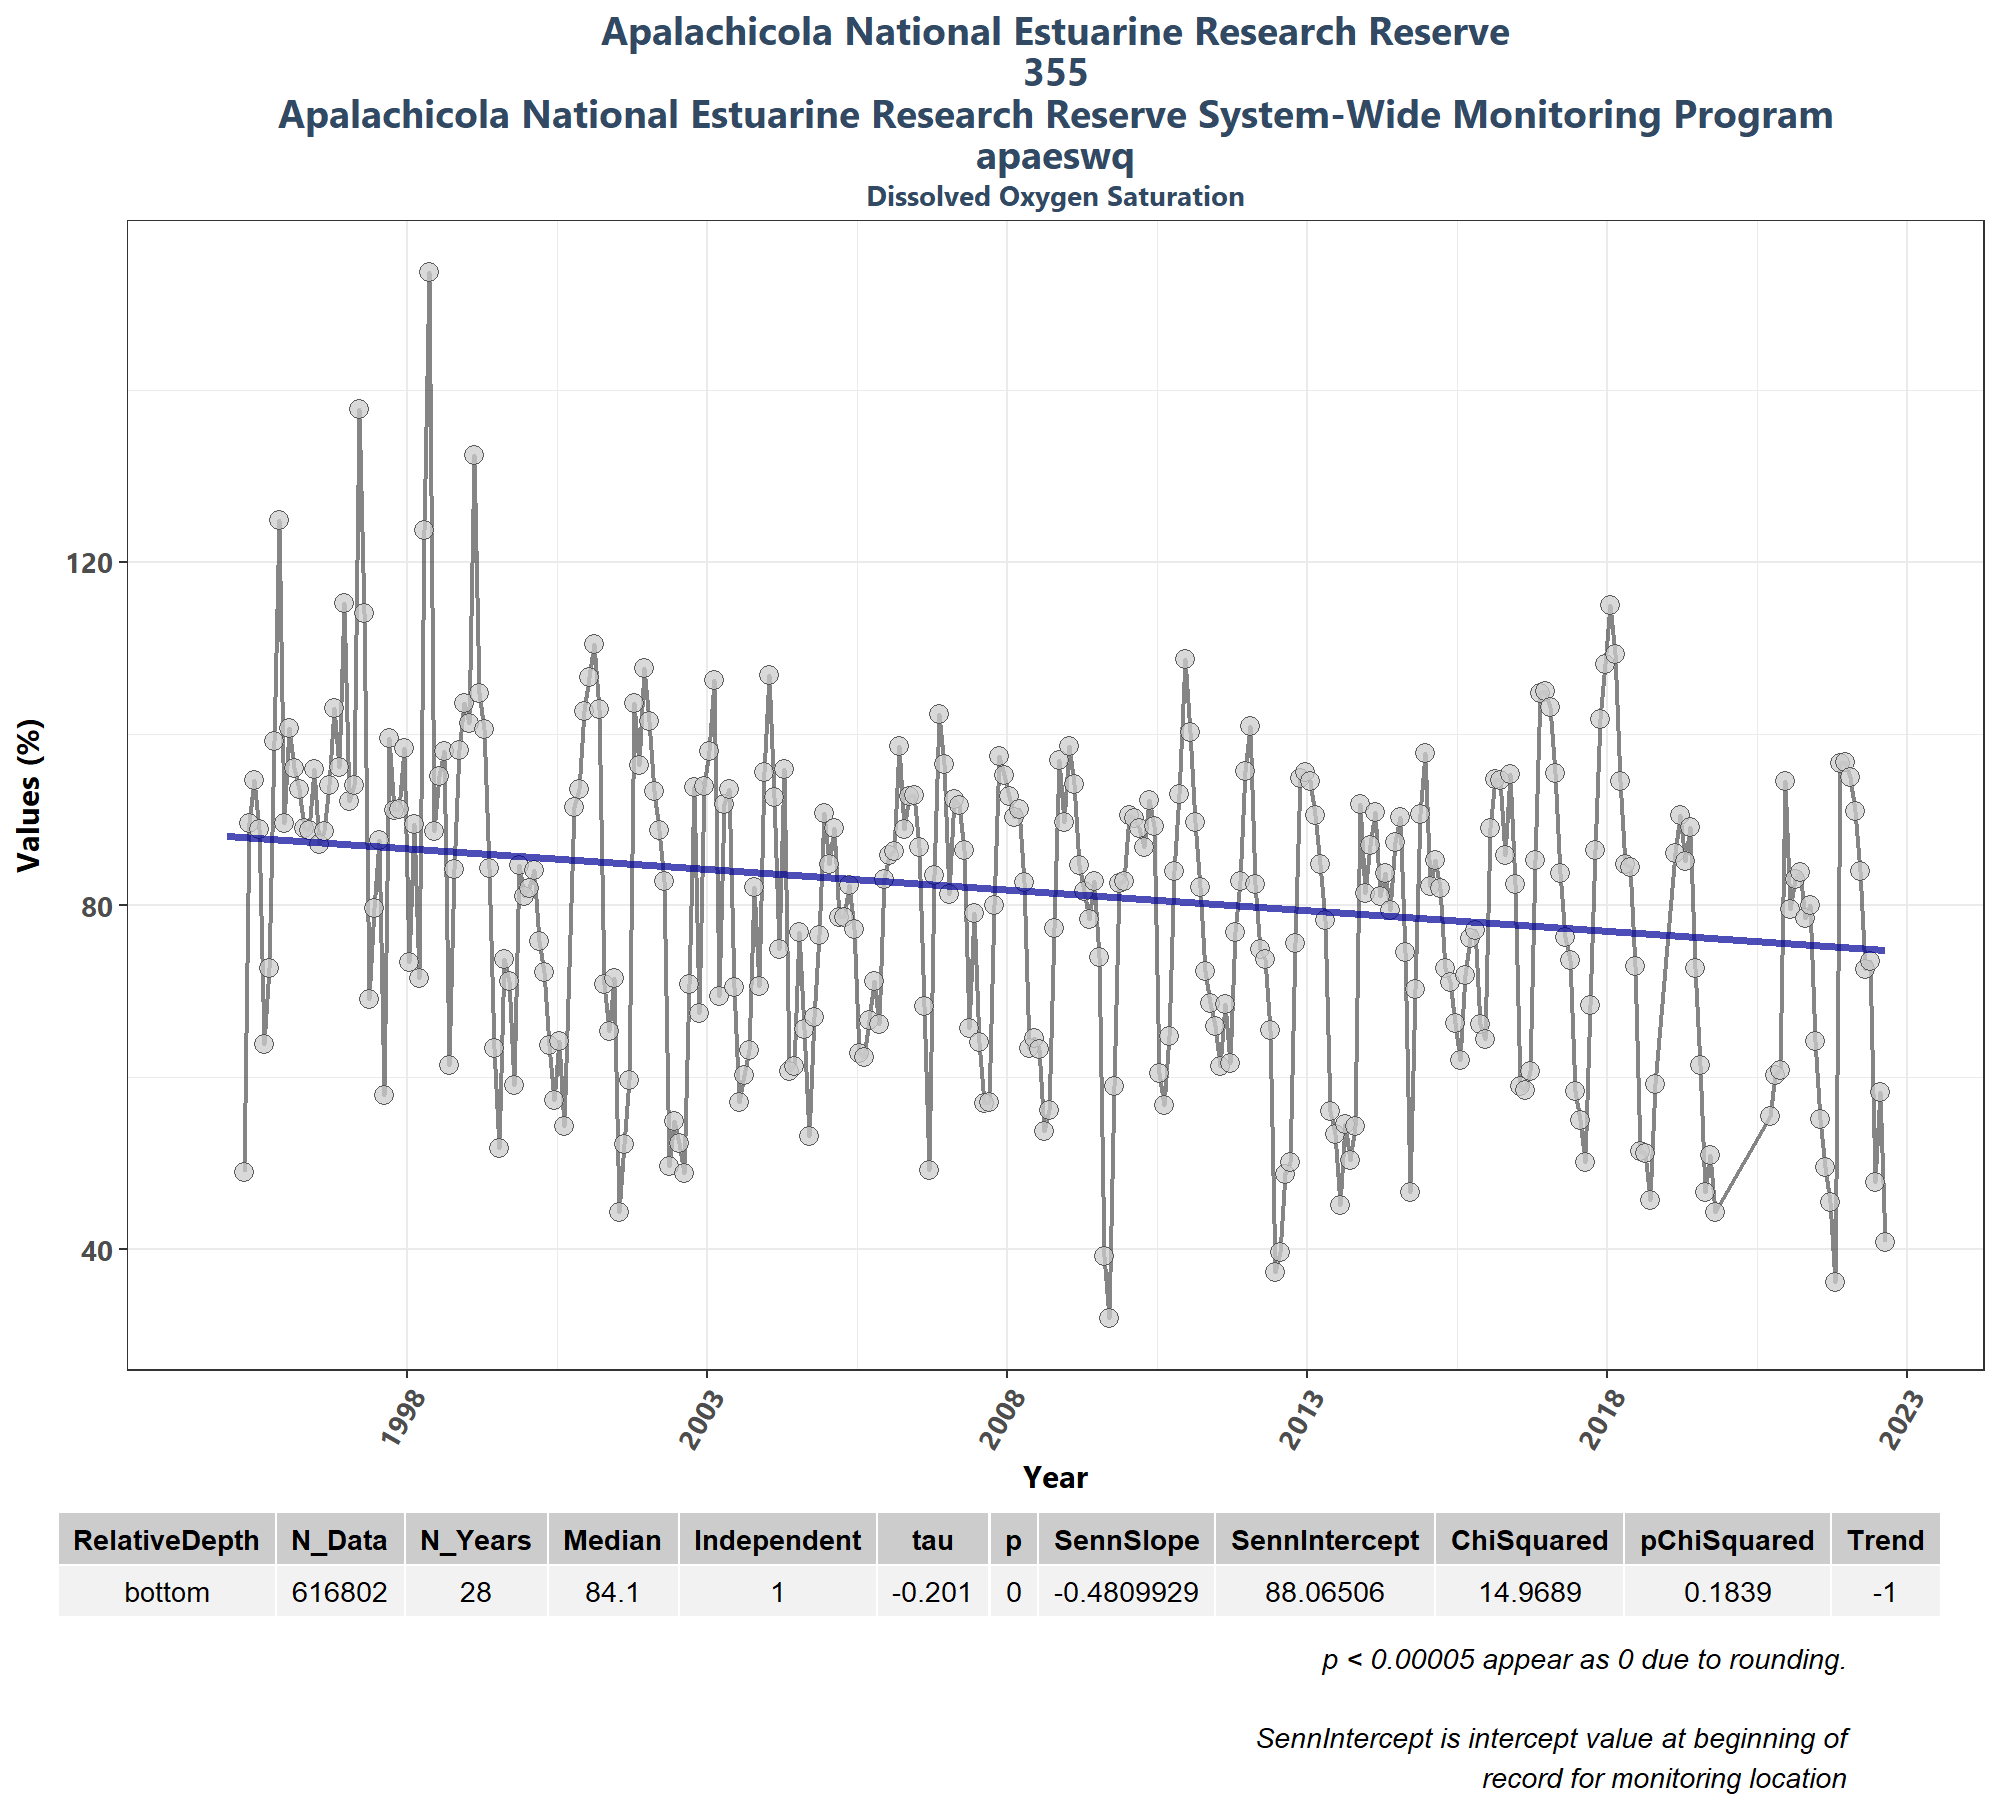 Apalachicola National Estuarine Research Reserve
355
Apalachicola National Estuarine Research Reserve System-Wide Monitoring Program
apaeswq
Dissolved Oxygen Saturation
Values (%)
120
80
40
1998 2003 2008 2013 2018 2023
Year
RelativeDepth N_Data N_Years Median Independent tau p SennSlope SennIntercept ChiSquared pChiSquared Trend
bottom 616802 28 84.1 1 -0.201 0 -0.4809929 88.06506 14.9689 0.1839 -1
p < 0.00005 appear as 0 due to rounding.
SennIntercept is intercept value at beginning of
record for monitoring location